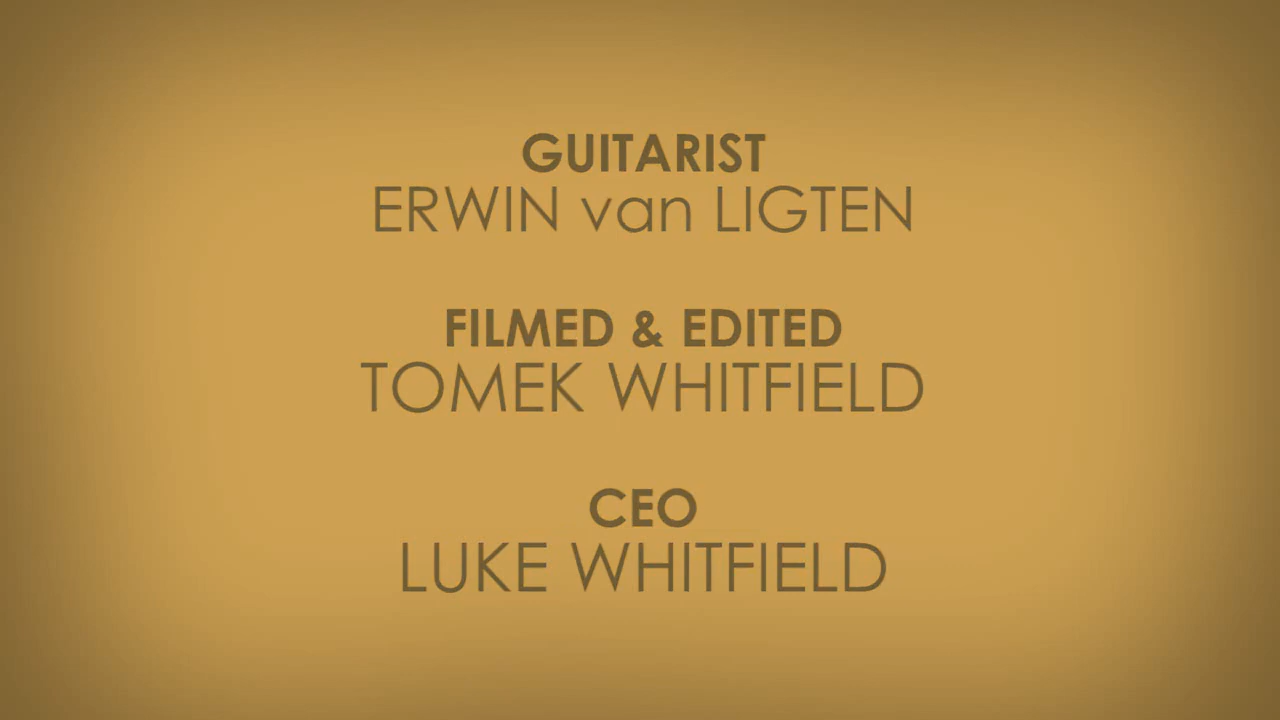 GUITARIST
ERWIN van LIGTEN
FILMED & EDITED
TOMEK WHITFIELD
CEO
LUKE WHITFIELD